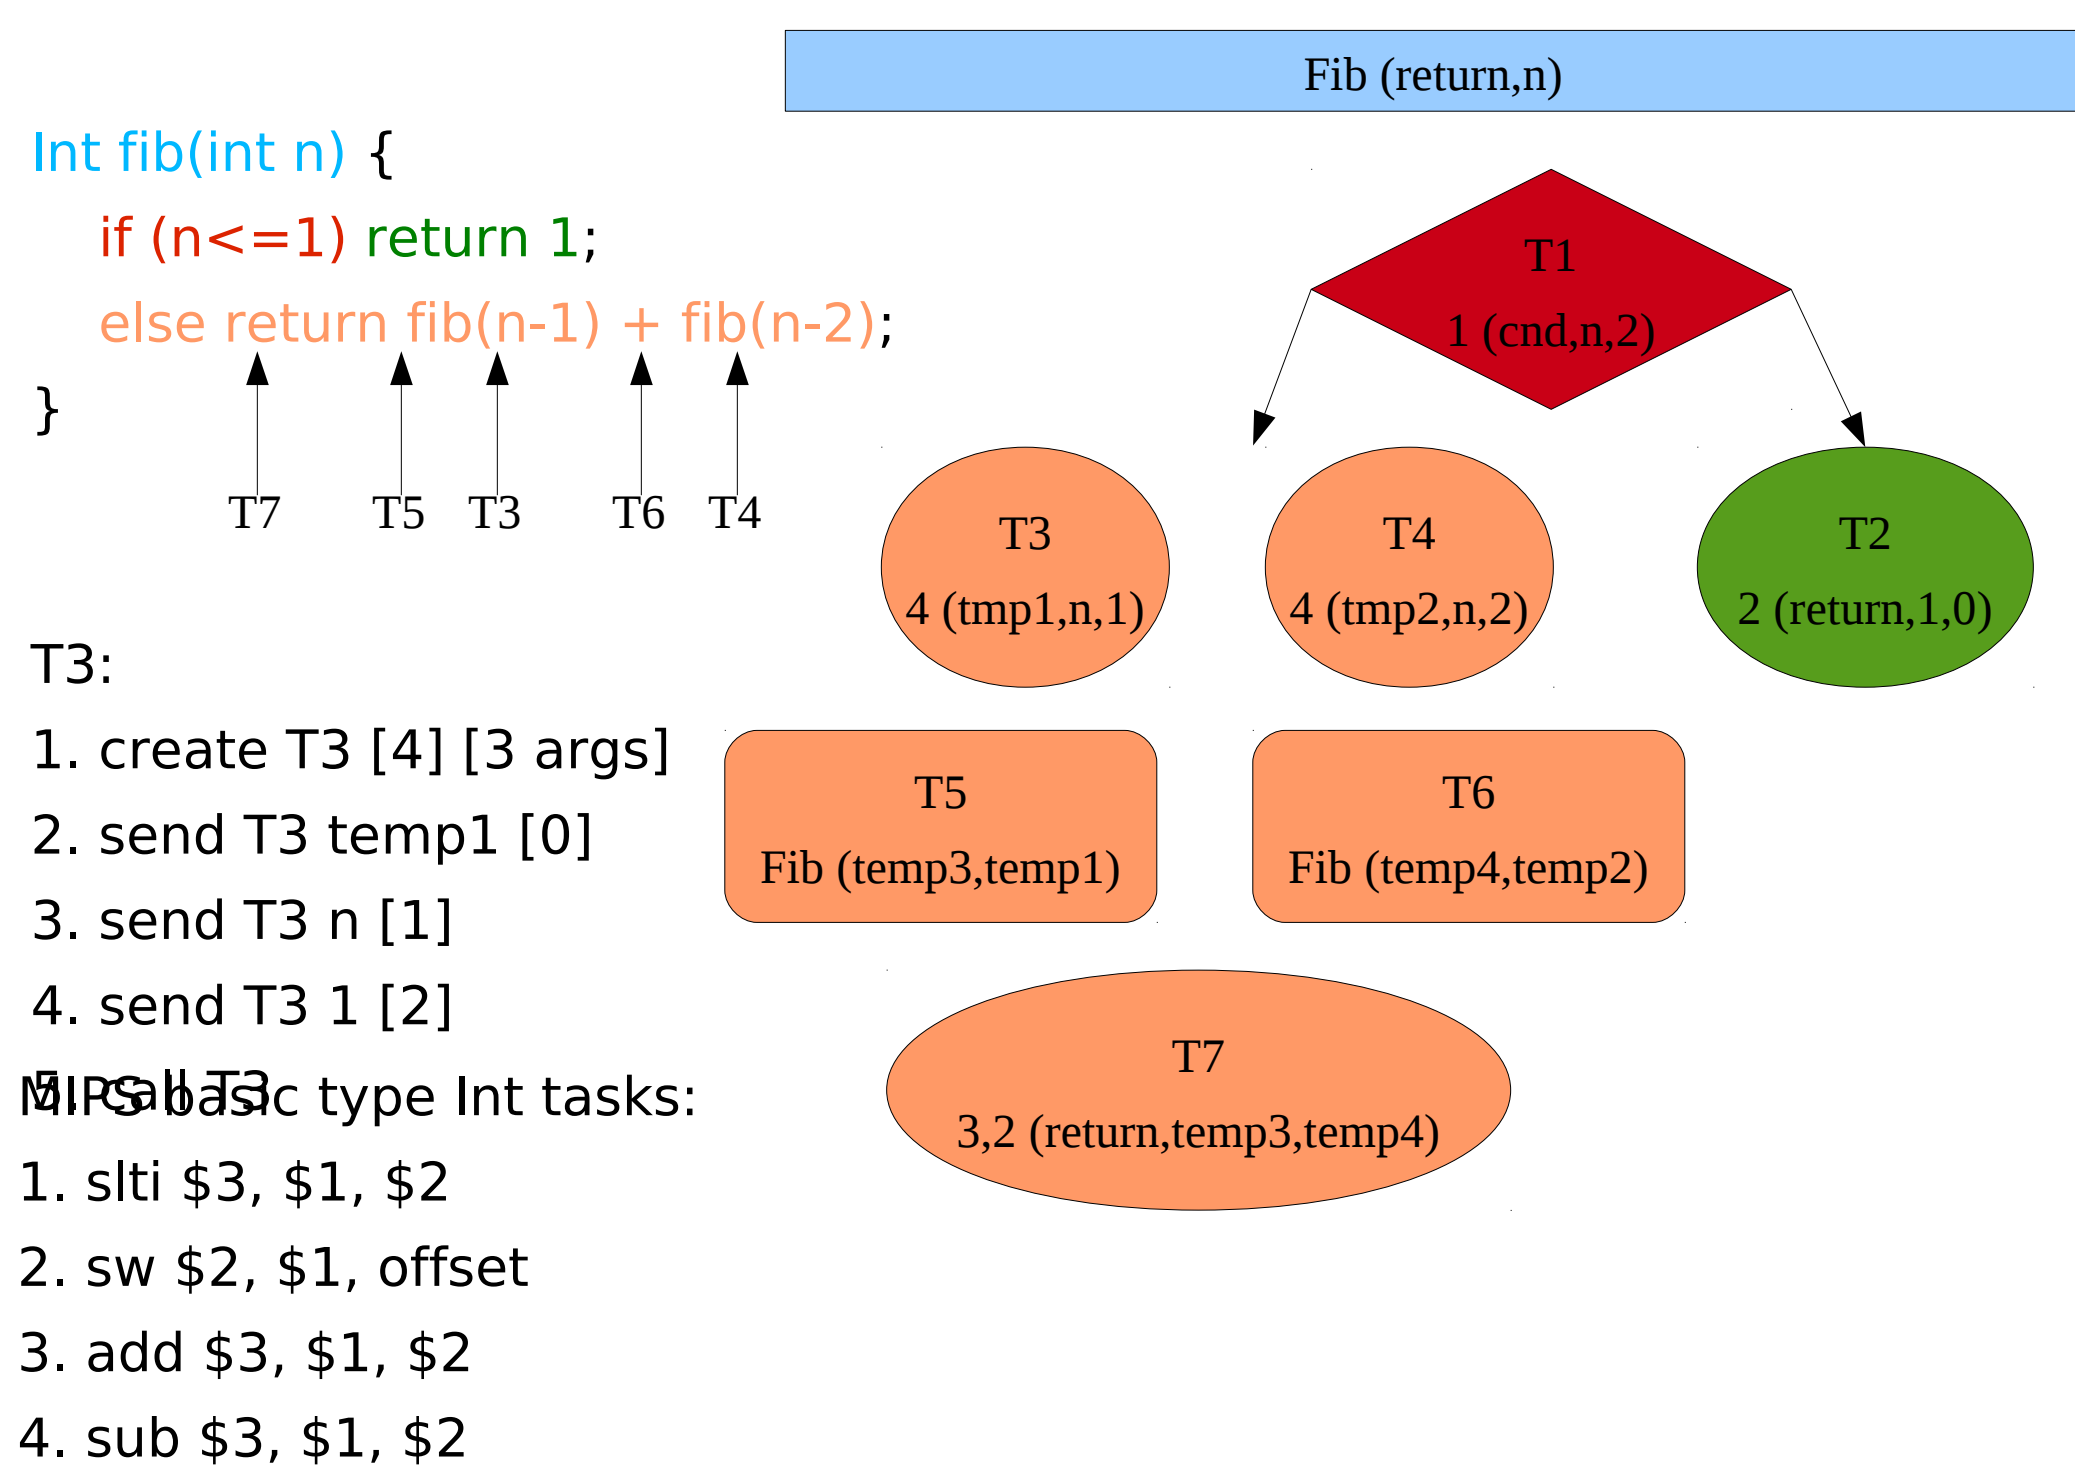 Fib (return,n)
Int fib(int n) {
if (n<=1) return 1;
else return fib(n-1) + fib(n-2);
}
T7 T5 T3 T6 T4
T1
1 (cnd,n,2)
T3
4 (tmp1,n,1)
T4
4 (tmp2,n,2)
T2
2 (return,1,0)
T5
Fib (temp3,temp1)
T6
Fib (temp4,temp2)
T7
3,2 (return,temp3,temp4)
T3:
1. create T3 [4] [3 args]
2. send T3 temp1 [0]
3. send T3 n [1]
4. send T3 1 [2]
5. call T3
MIPS basic type Int tasks:
1. slti $3, $1, $2
2. sw $2, $1, offset
3. add $3, $1, $2
4. sub $3, $1, $2